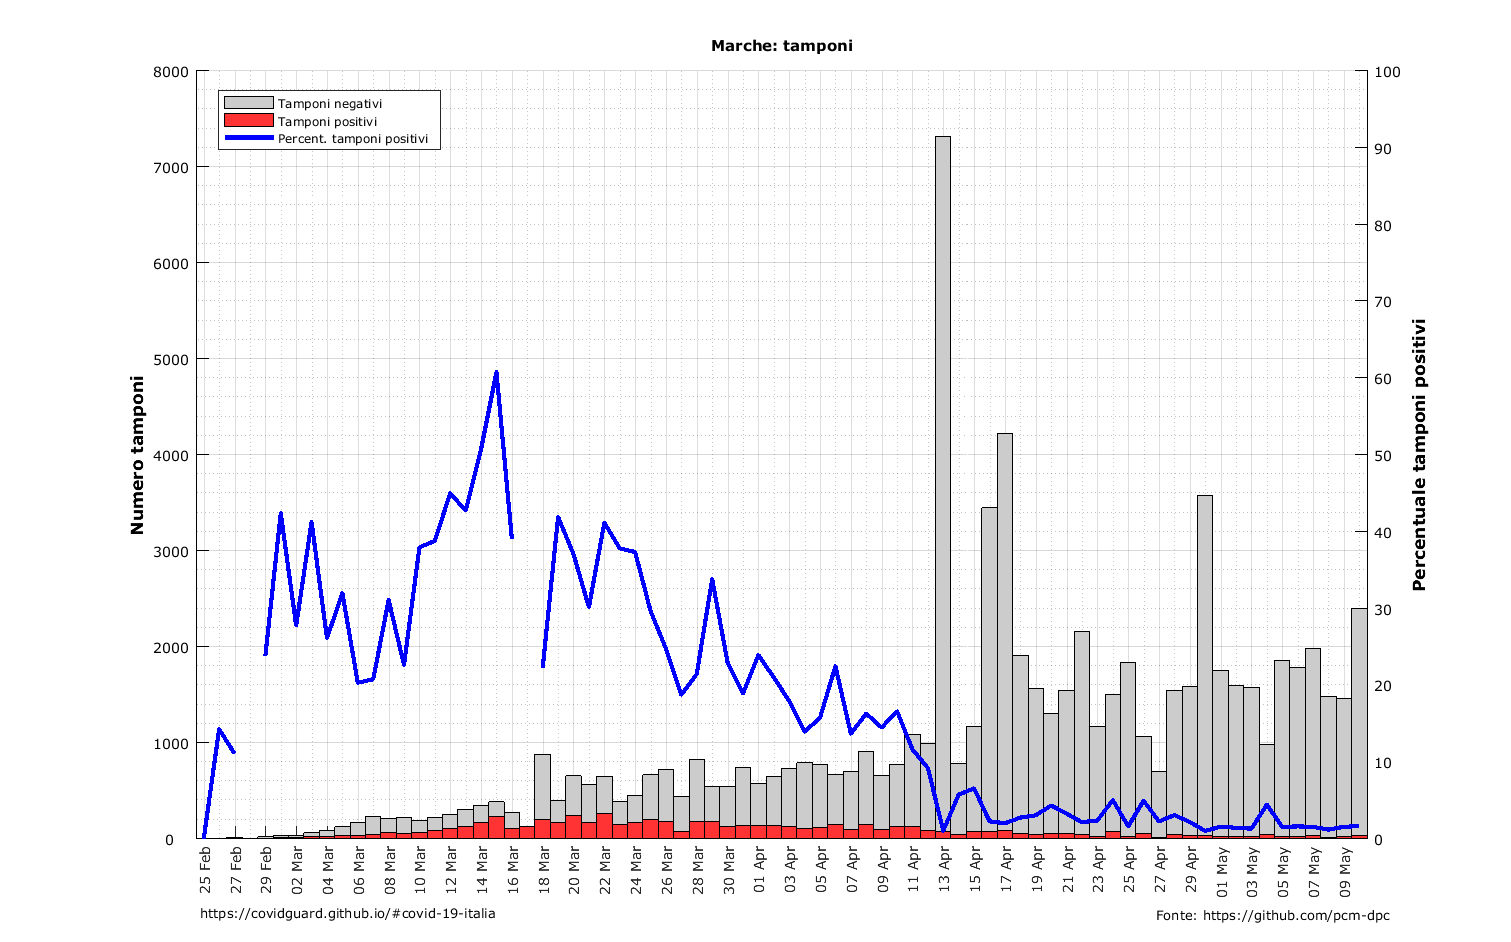 Marche: tamponi
Tamponi negativi
Tamponi positivi
Percent. tamponi positivi
Numero tamponi
8000
7000
6000
5000
4000
3000
2000
1000
0
Percentuale tamponi positivi
100
90
80
70
60
50
40
30
20
10
0
25 Feb
27 Feb
29 Feb
02 Mar
04 Mar
06 Mar
08 Mar
10 Mar
12 Mar
14 Mar
16 Mar
18 Mar
20 Mar
22 Mar
24 Mar
26 Mar
28 Mar
30 Mar
01 Apr
03 Apr
05 Apr
07 Apr
09 Apr
11 Apr
13 Apr
15 Apr
17 Apr
19 Apr
21 Apr
23 Apr
25 Apr
27 Apr
29 Apr
01 May
03 May
05 May
07 May
09 May
https://covidguard.github.io/#covid-19-italia
Fonte: https://github.com/pcm-dpc